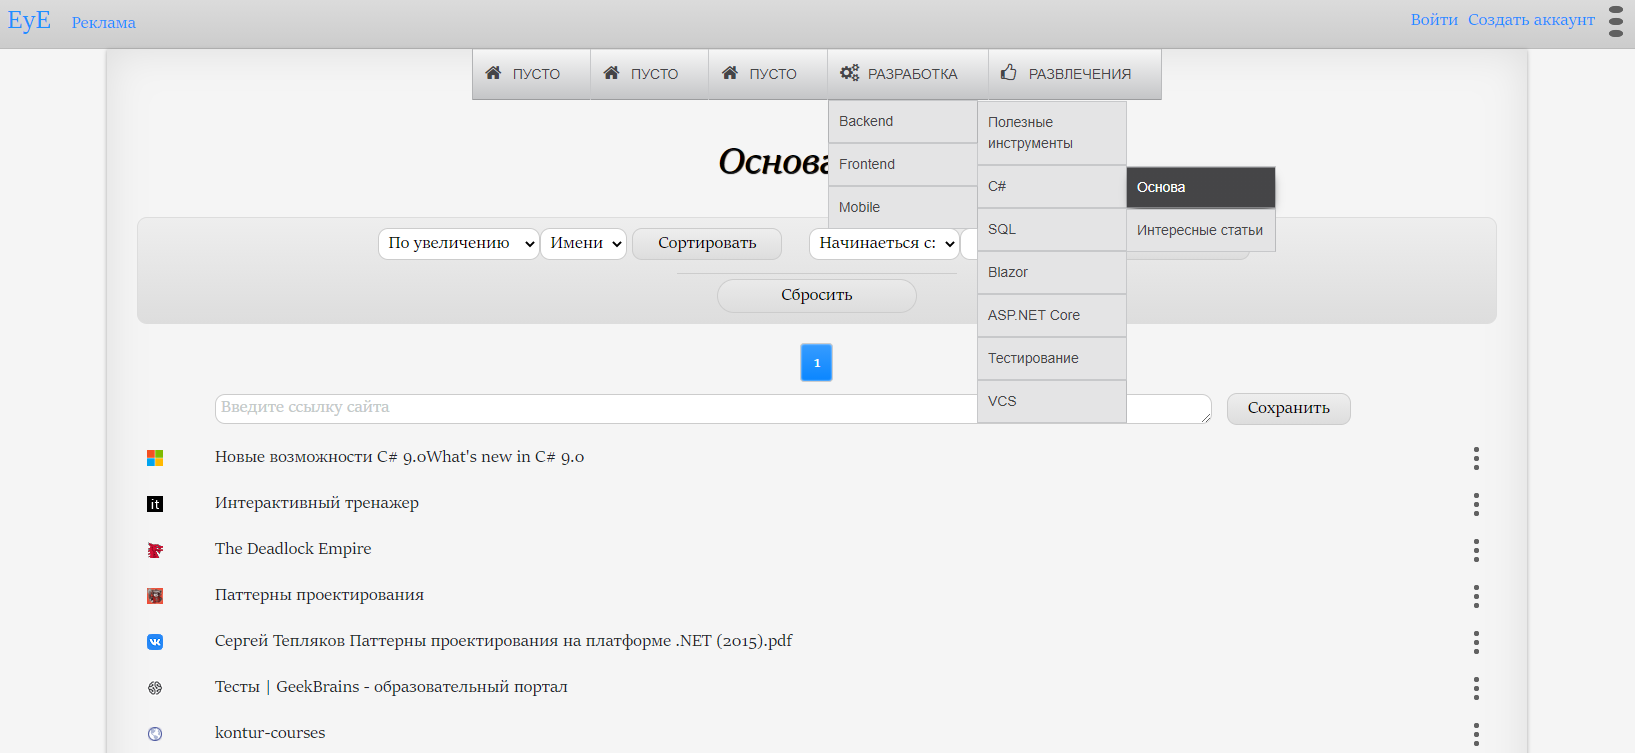 EyE Реклама Войти Создать аккаунт
ПУСТО ПУСТО ПУСТО РАЗРАБОТКА РАЗВЛЕЧЕНИЯ
Backend
Frontend
Mobile
Полезные
инструменты
C#
SQL
Blazor
ASP.NET Core
Тестирование
VCS
Основа
Интересные статьи
Основа
По увеличению Имени Сортировать Начинаеться с:
Сбросить
1
Введите ссылку сайта Сохранить
Новые возможности C# 9.0What's new in C# 9.0
it Интерактивный тренажер
The Deadlock Empire
Паттерны проектирования
Сергей Тепляков Паттерны проектирования на платформе .NET (2015).pdf
Тесты | GeekBrains - образовательный портал
kontur-courses